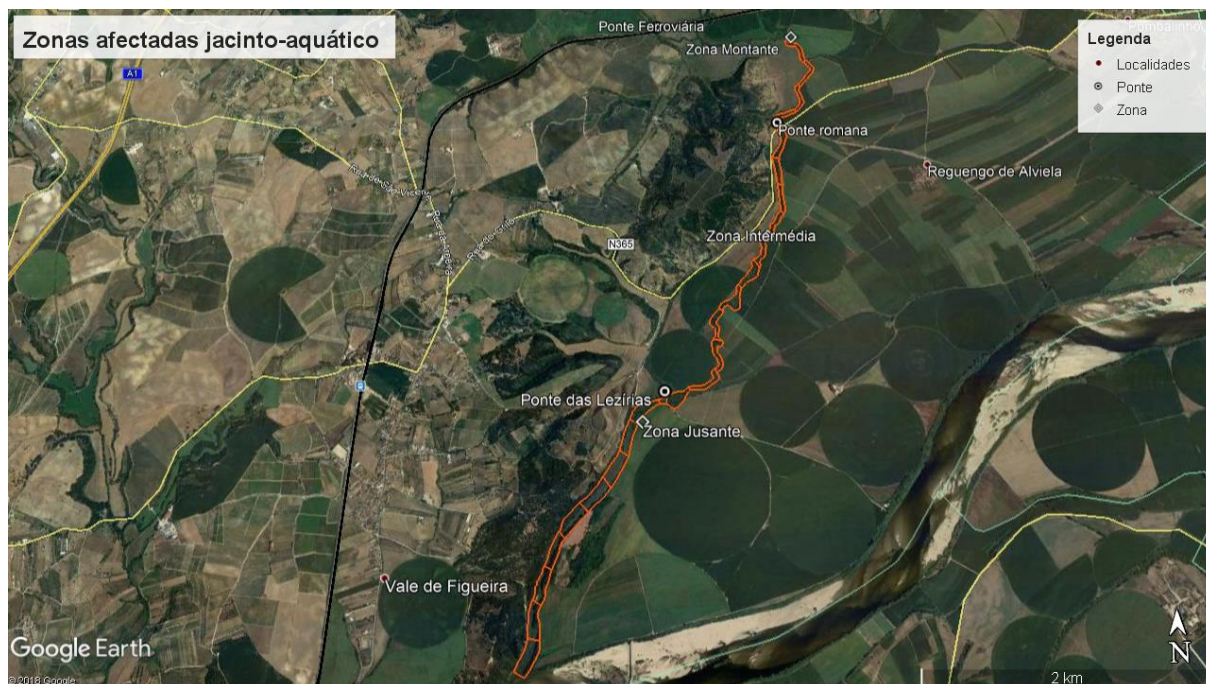 Zonas afectadas jacinto-aquático
A1
Ponte Ferroviária
Zona Montante
Legenda
Localidades
Ponte
Zona
Ponte romana
Reguengo de Alviela
Zona Intermédia
N365
Ponte das Lezírias
Zona Jusante
Vale de Figueira
Google Earth
© 2018 Google
N
2 km